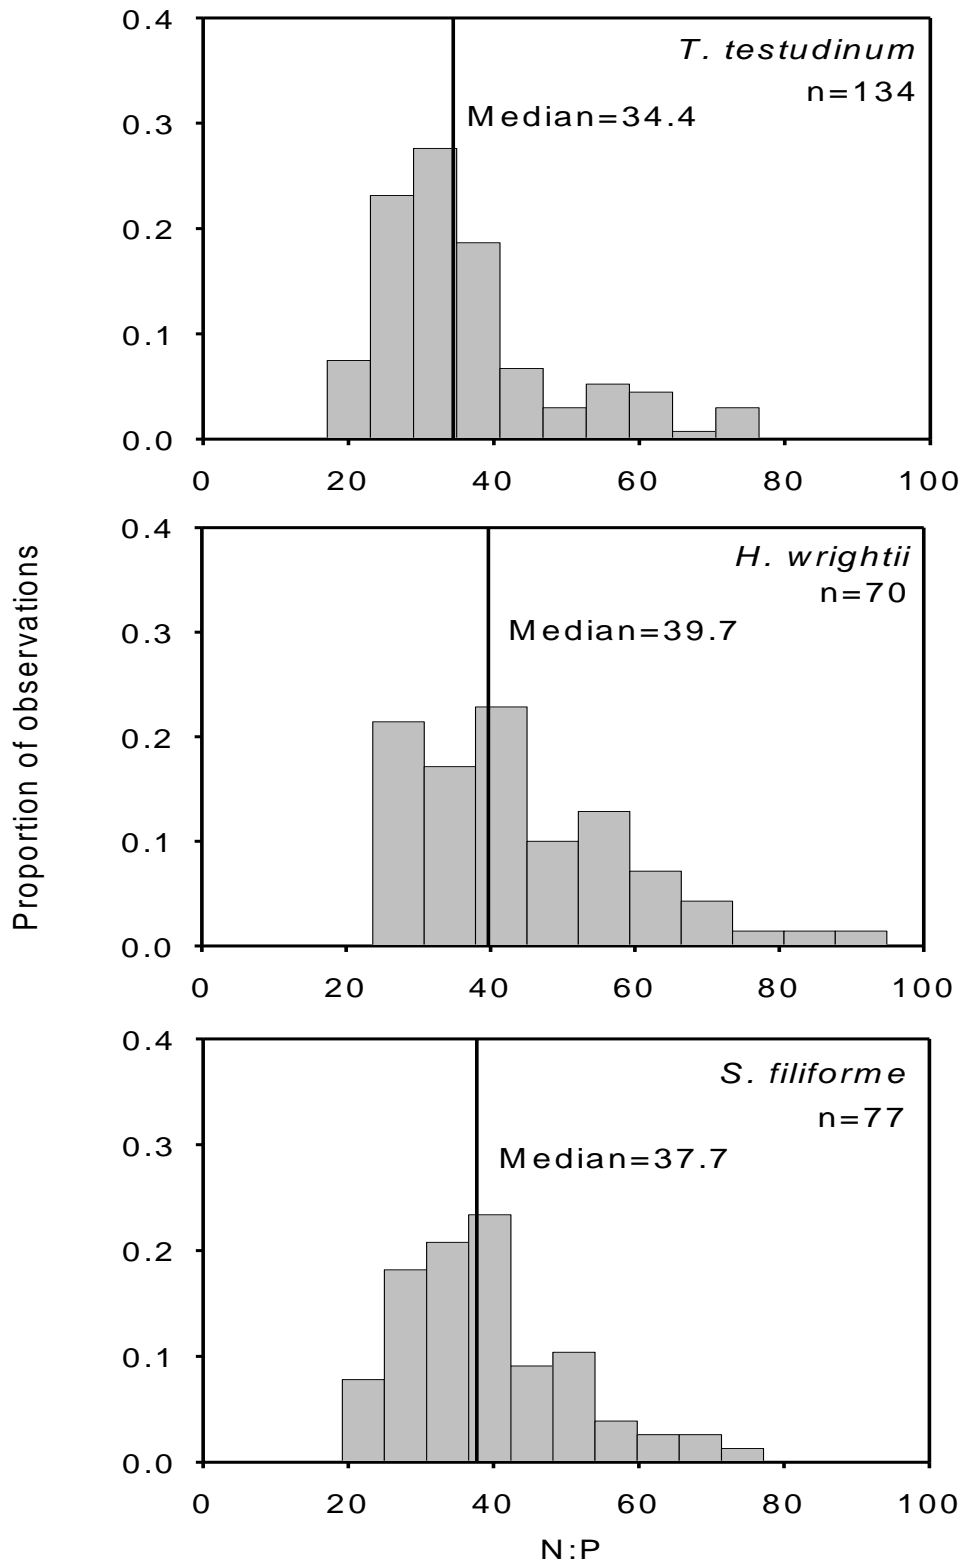 0.4
T. testudinum
n=134
Median=34.4
0.3
0.2
0.1
0.0
0 20 40 60 80 100
Proportion of observations
0.4
H. wrightii
n=70
Median=39.7
0.3
0.2
0.1
0.0
0 20 40 60 80 100
0.4
S. filiforme
n=77
Median=37.7
0.3
0.2
0.1
0.0
0 20 40 60 80 100
N:P